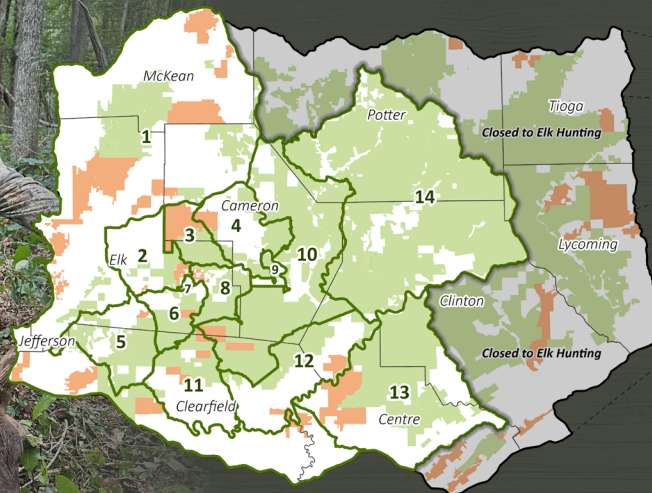 McKean
Potter
Tioga
Closed to Elk Hunting
1
14
Cameron
3
4
Elk
2
10
Lycoming
9
7
8
Clinton
6
Jefferson
5
Closed to Elk Hunting
12
11
13
Clearfield
Centre